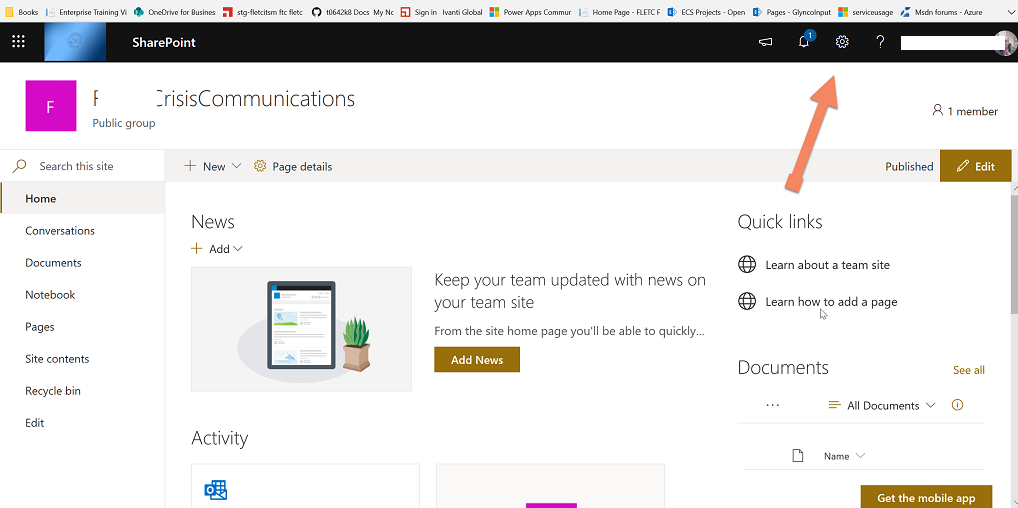 Books Enterprise Training Vi OneDrive for Busines stg-fletcitsm ftc fletc t0642k8 Docs My Nc Sign in Ivanti Global Power Apps Commur Home Page - FLETC F ECS Projects - Open Pages - GlyncoInput serviceusage Msdn forums - Azure
SharePoint
1
?
F
CrisisCommunications
Public group
1 member
Search this site
New
Page details
Published
Edit
Home
Conversations
Documents
Notebook
Pages
Site contents
Recycle bin
Edit
News
Add
Keep your team updated with news on
your team site
From the site home page you'll be able to quickly...
Add News
Activity
Quick links
Learn about a team site
Learn how to add a page
Documents
See all
All Documents
Name
Get the mobile app